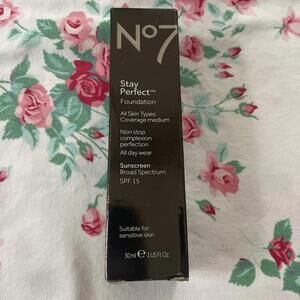 No7
Stay
Perfect™
Foundation
All Skin Types
Coverage medium
Non stop
complexion
perfection
All day wear
Sunscreen
Broad Spectrum
SPF 15
Suitable for
sensitive skin
30ml ℮ 1 US Fl Oz.